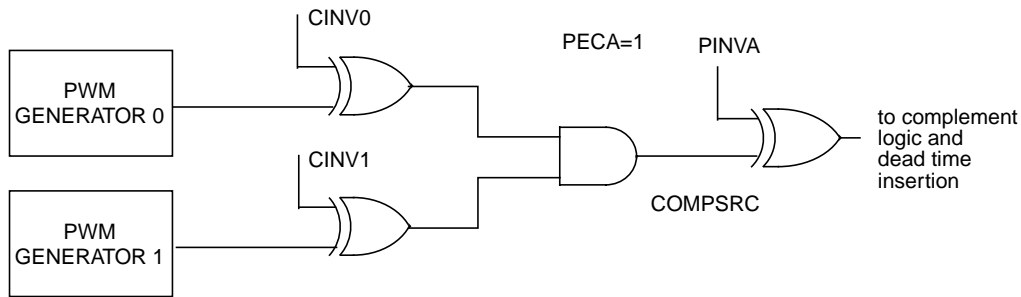 CINV0
PECA=1
PINVA
PWM
GENERATOR 0
to complement
logic and
dead time
insertion
CINV1
COMPSRC
PWM
GENERATOR 1